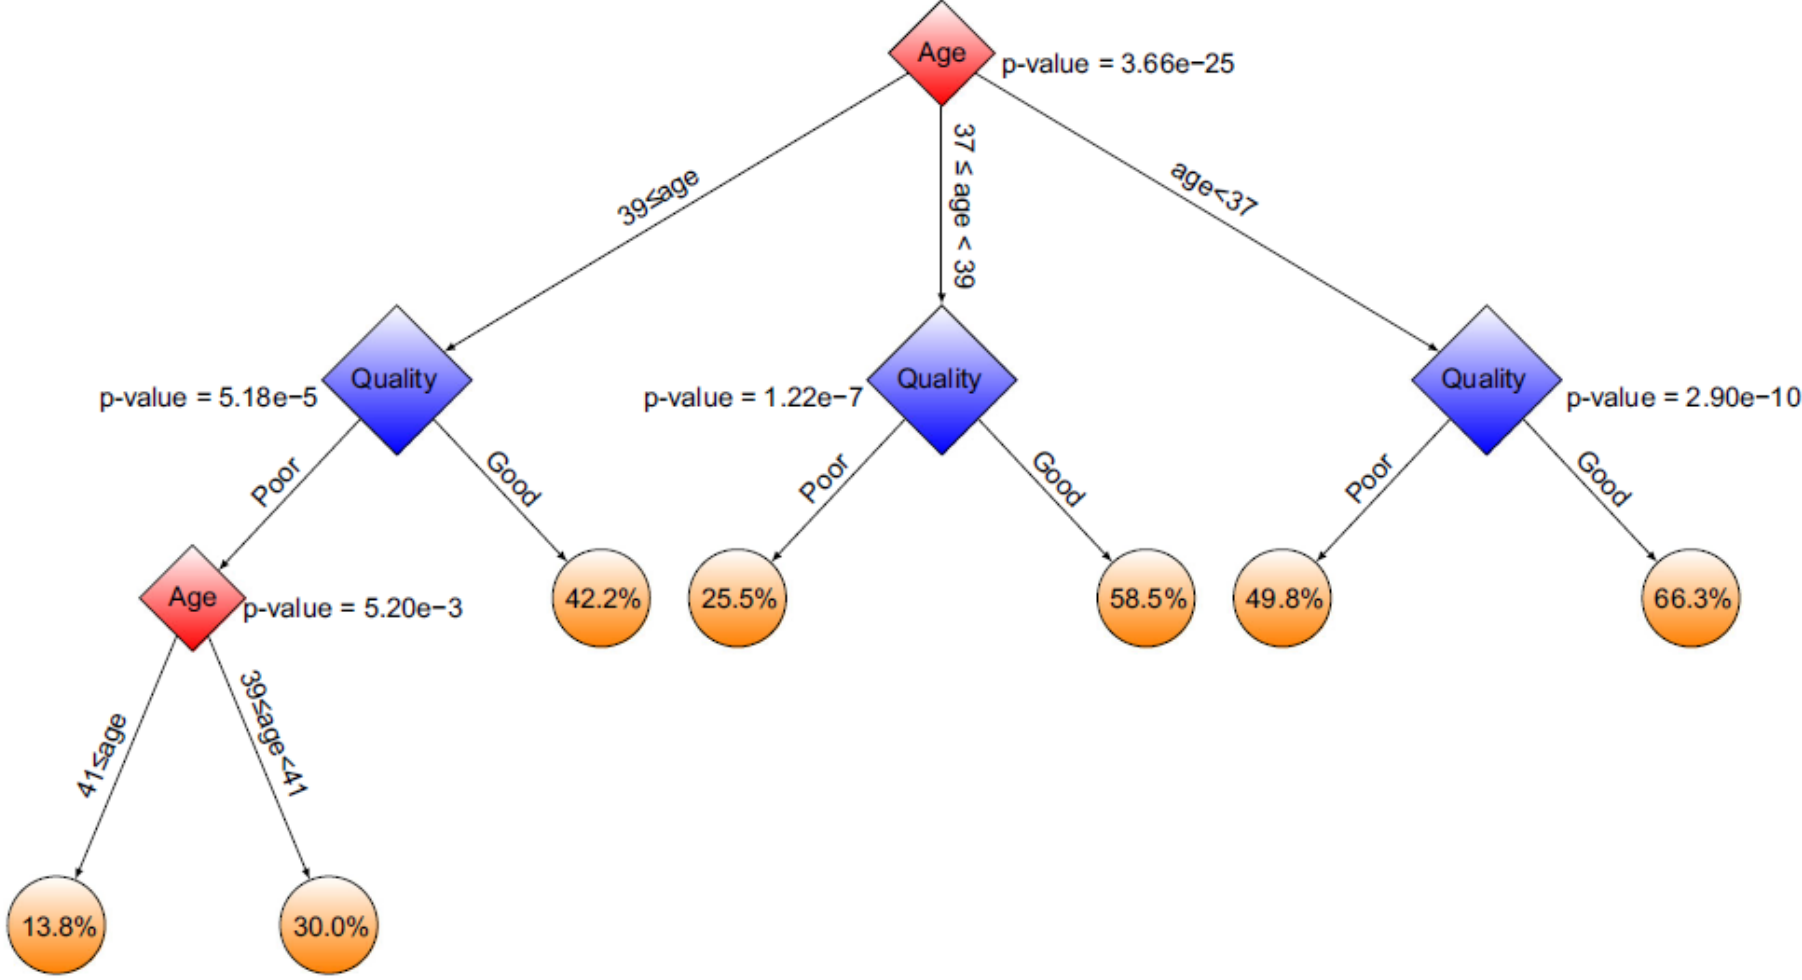 Age
p-value = 3.66e−25
39≤age
37 ≤ age < 39
age<37
Quality
p-value = 5.18e−5
Quality
p-value = 1.22e−7
Quality
p-value = 2.90e−10
Poor
Good
Poor
Good
Poor
Good
Age
p-value = 5.20e−3
42.2%
25.5%
58.5%
49.8%
66.3%
41≤age
39≤age<41
13.8%
30.0%